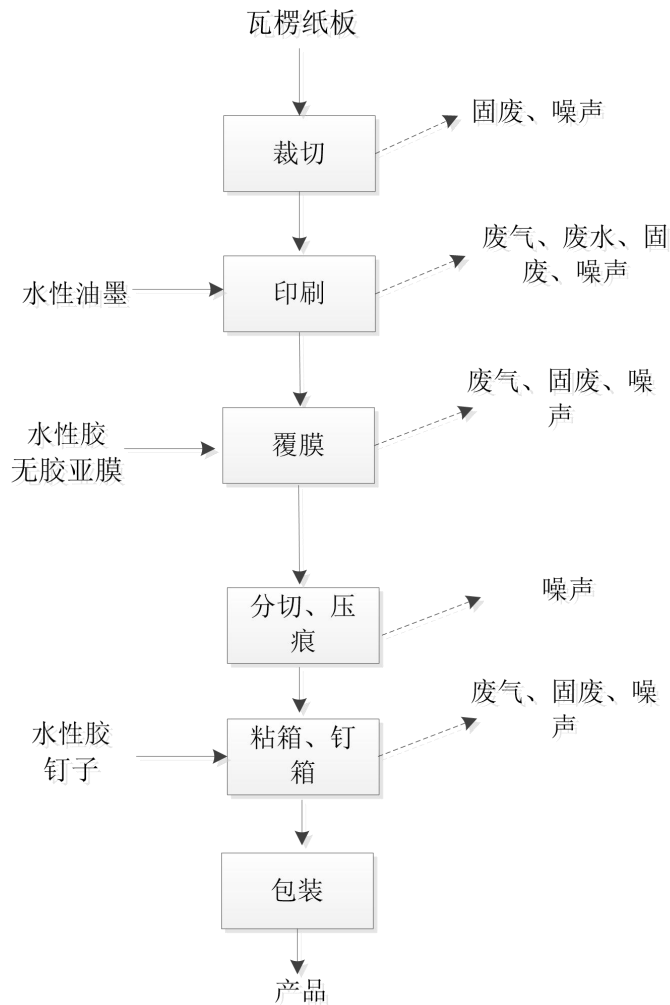 瓦楞纸板
裁切
固废、噪声
废气、废水、固
废、噪声
水性油墨
印刷
废气、固废、噪
声
水性胶
无胶亚膜
覆膜
分切、压
痕
噪声
废气、固废、噪
声
水性胶
钉子
粘箱、钉
箱
包装
产品